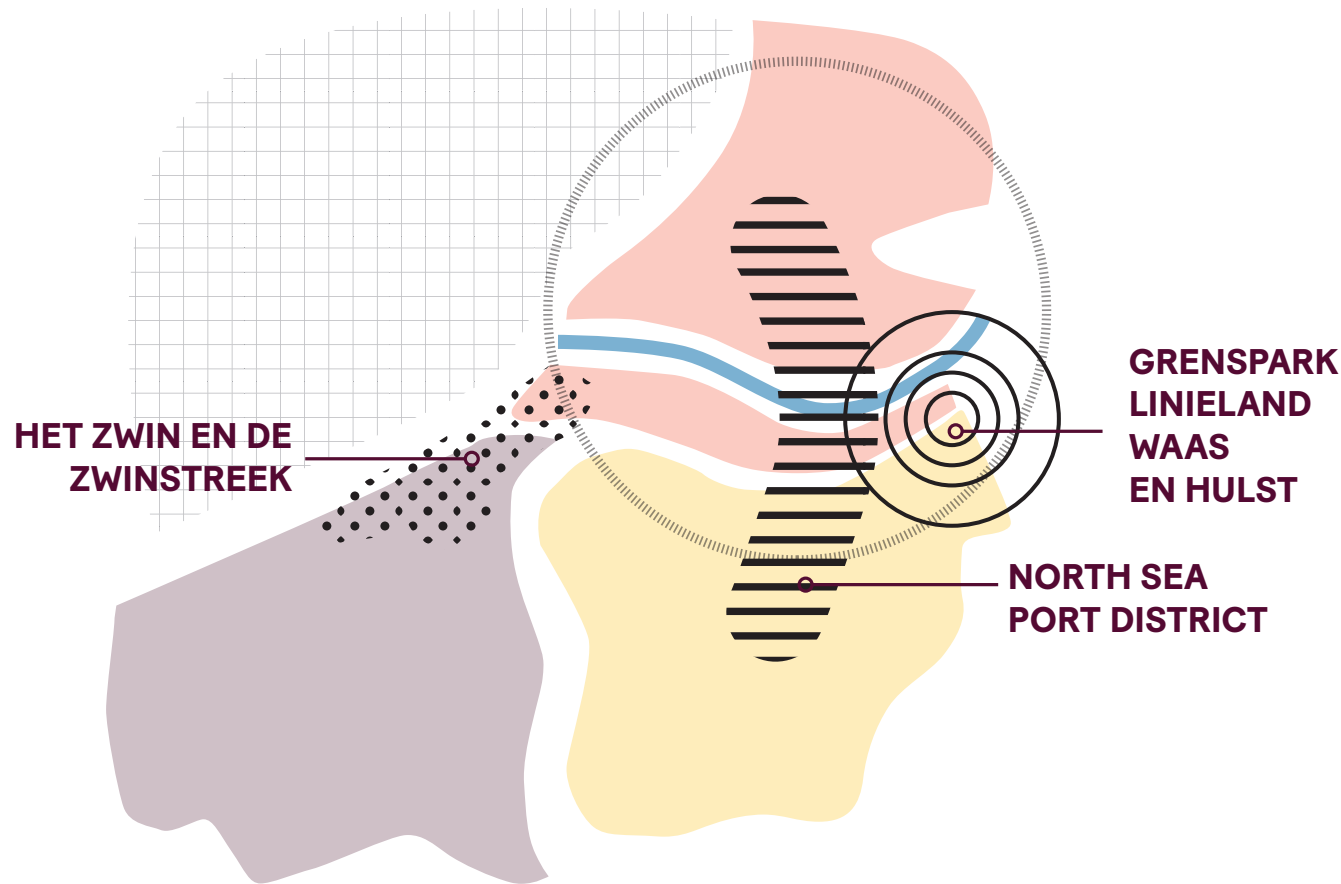 HET ZWIN EN DE
ZWINSTREEK
GRENSPARK
LINIELAND
WAAS
EN HULST
NORTH SEA
PORT DISTRICT